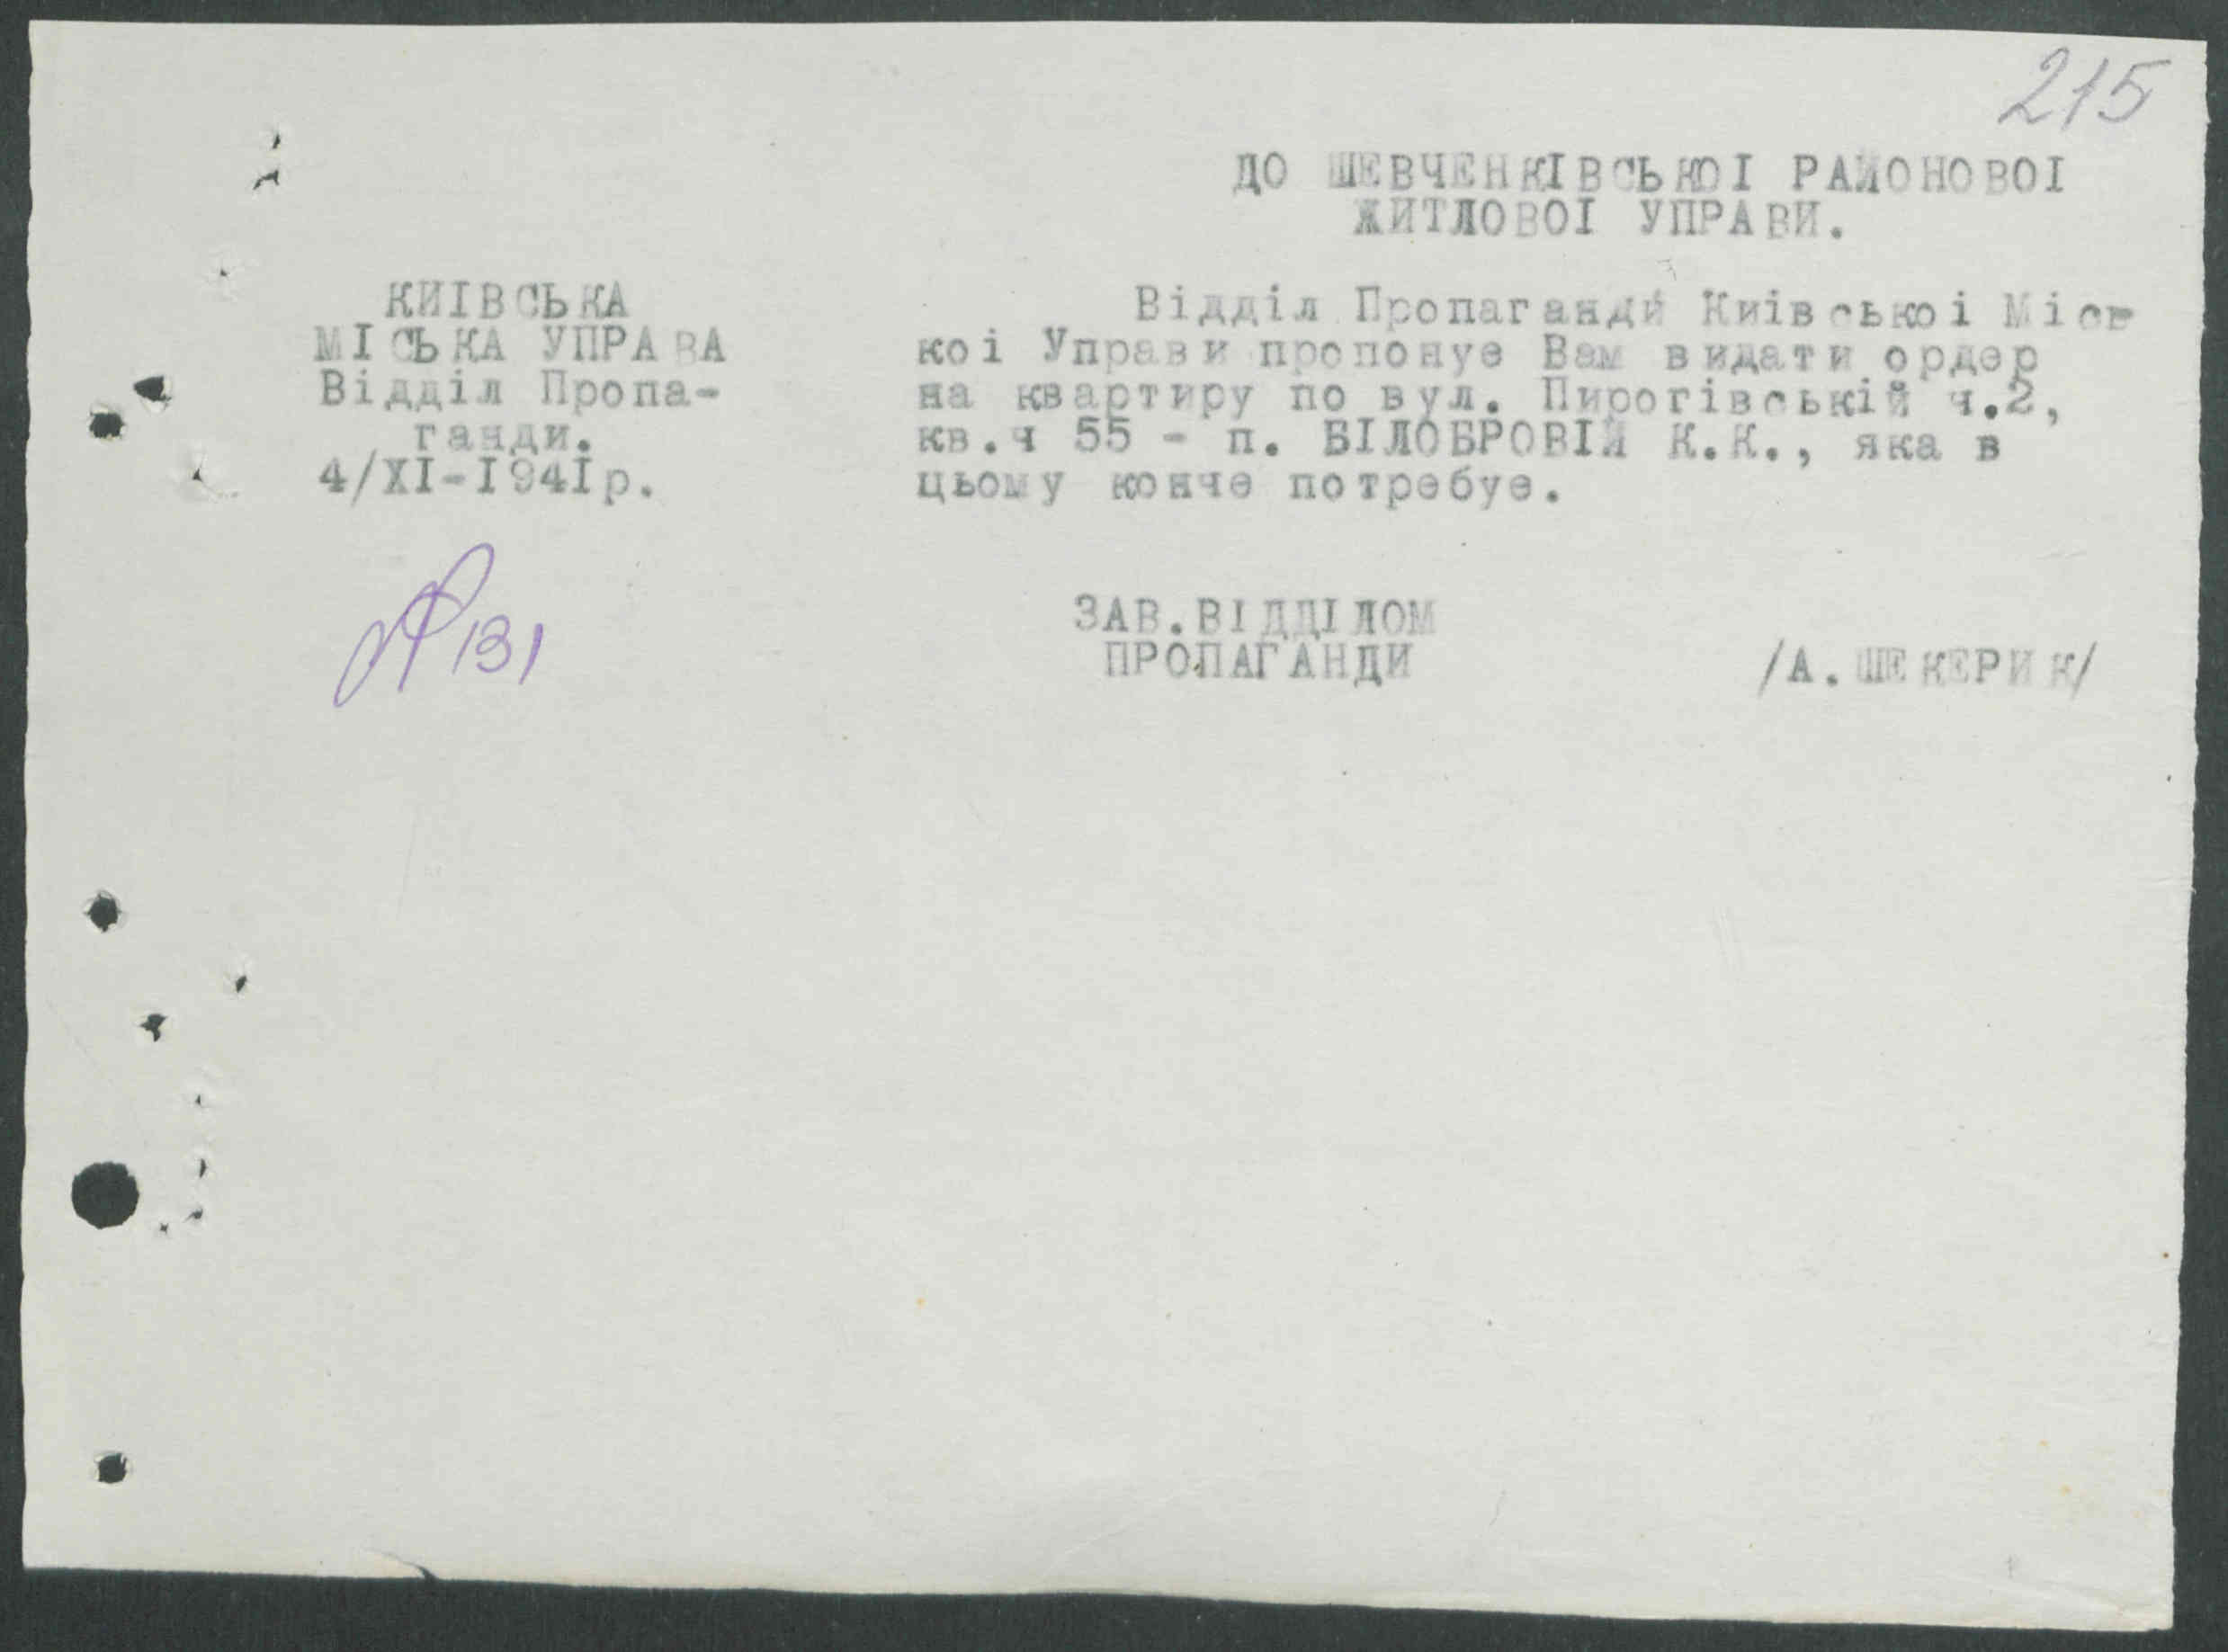 215
ДО ШЕВЧЕНКІВСЬКОІ РАЙОНОВОІ
ЖИТЛОВОІ УПРАВИ.
КИІВСЬКА
МІСЬКА УПРАВА
Відділ Пропа-
ганди.
4/XI-I94Iр.
Відділ Пропаганди Київськоі Місь
коі Управи пропонує Вам видати ордер
на квартиру по вул. Пирогівській ч.2,
кв.ч 55 - п. БІЛОБРОВІЙ К.К., яка в
цьому конче потребує.
131
ЗАВ.ВІДДІЛОМ
ПРОПАГАНДИ
/А.ШЕКЕРИК/